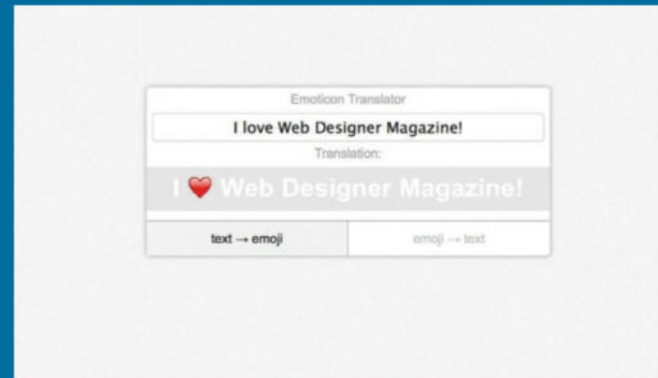 Emoticon Translator
I love Web Designer Magazine!
Translation:
I ❤️ Web Designer Magazine!
text → emoji
emoji → text